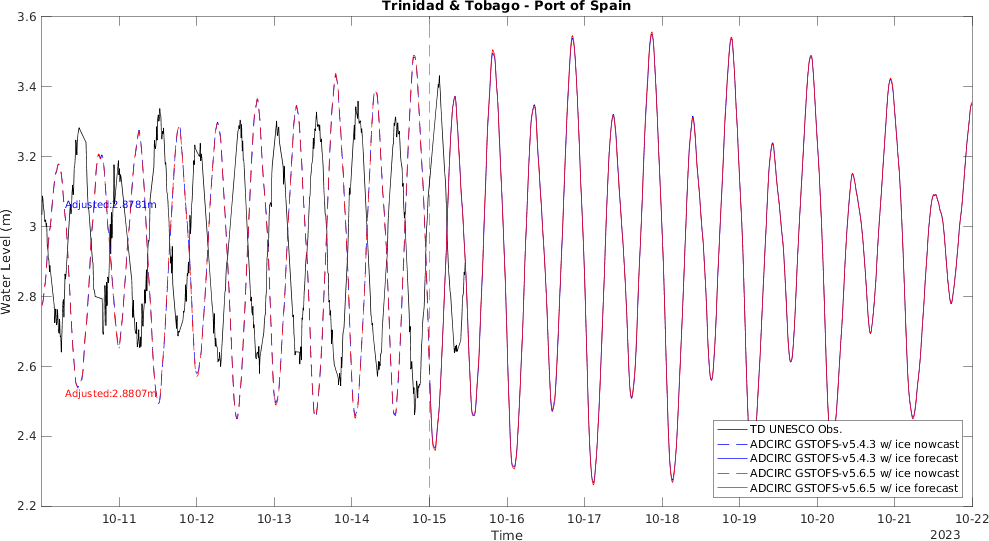 Trinidad & Tobago - Port of Spain
3.6
3.4
3.2
3
2.8
2.6
2.4
2.2
Water Level (m)
Adjusted:2.8781m
Adjusted:2.8807m
TD UNESCO Obs.
ADCIRC GSTOFS-v5.4.3 w/ ice nowcast
ADCIRC GSTOFS-v5.4.3 w/ ice forecast
ADCIRC GSTOFS-v5.6.5 w/ ice nowcast
ADCIRC GSTOFS-v5.6.5 w/ ice forecast
10-11 10-12 10-13 10-14 10-15 10-16 10-17 10-18 10-19 10-20 10-21 10-22
Time
2023